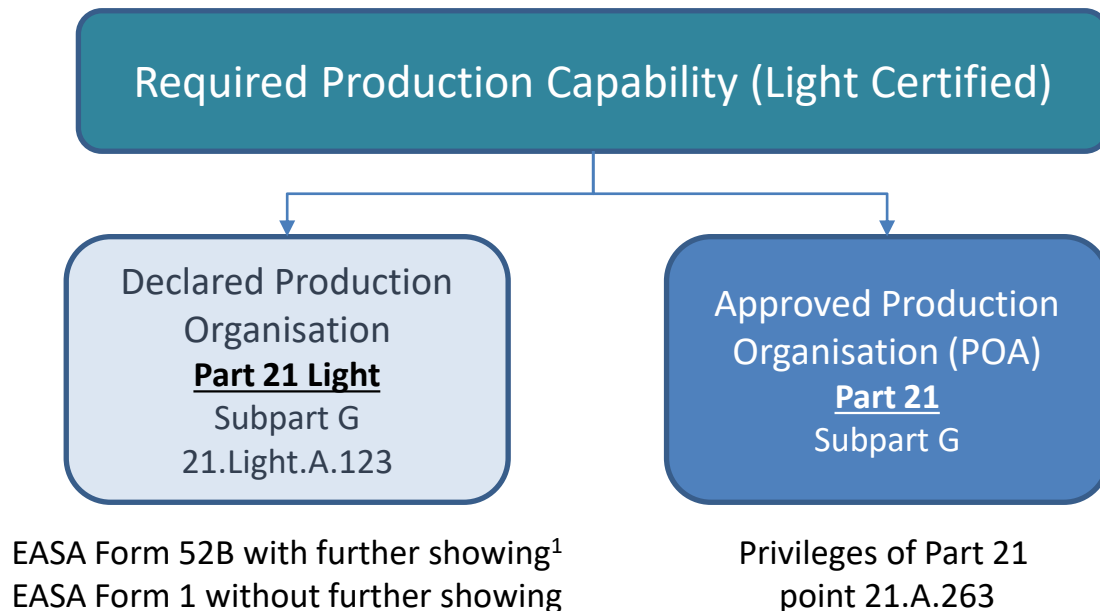 Required Production Capability (Light Certified)
Declared Production
Organisation
Part 21 Light
Subpart G
21.Light.A.123
Approved Production
Organisation (POA)
Part 21
Subpart G
EASA Form 52B with further showing¹
EASA Form 1 without further showing
Privileges of Part 21
point 21.A.263